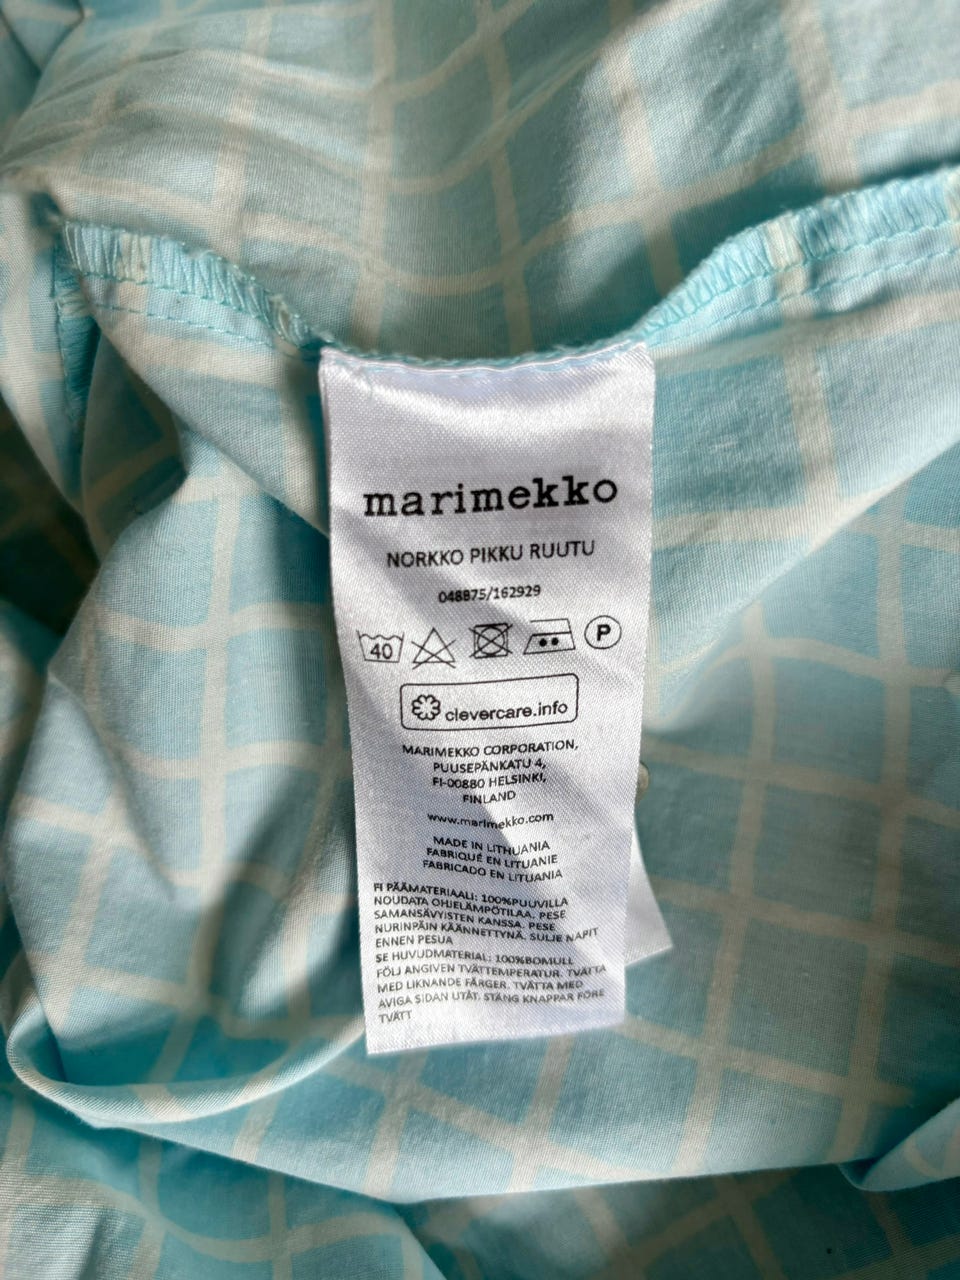 marimekko
NORKKO PIKKU RUUTU
048875/162929
40 P
clevercare.info
MARIMEKKO CORPORATION,
PUUSEPÄNKATU 4,
FI-00880 HELSINKI,
FINLAND
www.marimekko.com
MADE IN LITHUANIA
FABRIQUÉ EN LITUANIE
FABRICADO EN LITUANIA
FI PÄÄMATERIAALI: 100%PUUVILLA
NOUDATA OHJELÄMPÖTILAA. PESE
SAMANSÄVYISTEN KANSSA. PESE
NURINPÄIN KÄÄNNETTYNÄ. SULJE NAPIT
ENNEN PESUA
SE HUVUDMATERIAL: 100%BOMULL
FÖLJ ANGIVEN TVÄTTEMPERATUR. TVÄTTA
MED LIKNANDE FÄRGER. TVÄTTA MED
AVIGA SIDAN UTÅT. STÄNG KNAPPAR FÖRE
TVÄTT